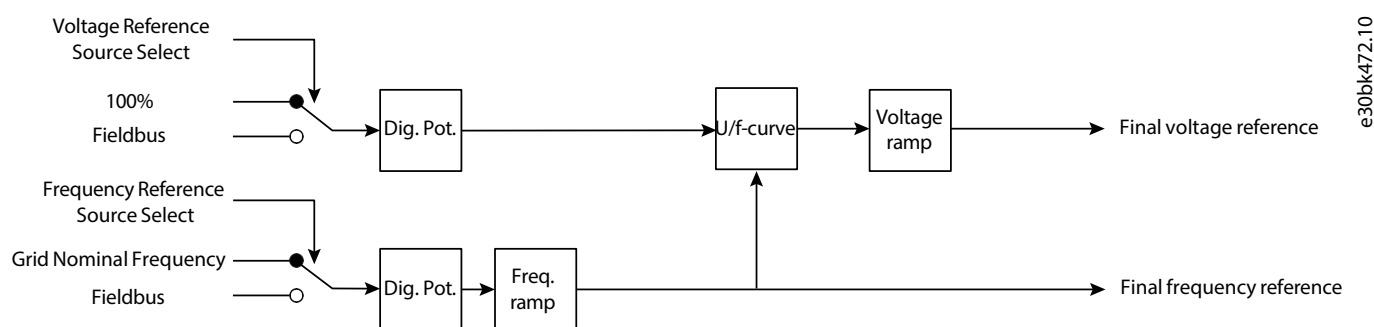 Voltage Reference
Source Select
100%
Fieldbus
Dig. Pot.
U/f-curve
Voltage
ramp
Final voltage reference
Frequency Reference
Source Select
Grid Nominal Frequency
Fieldbus
Dig. Pot.
Freq.
ramp
Final frequency reference
e30bk472.10